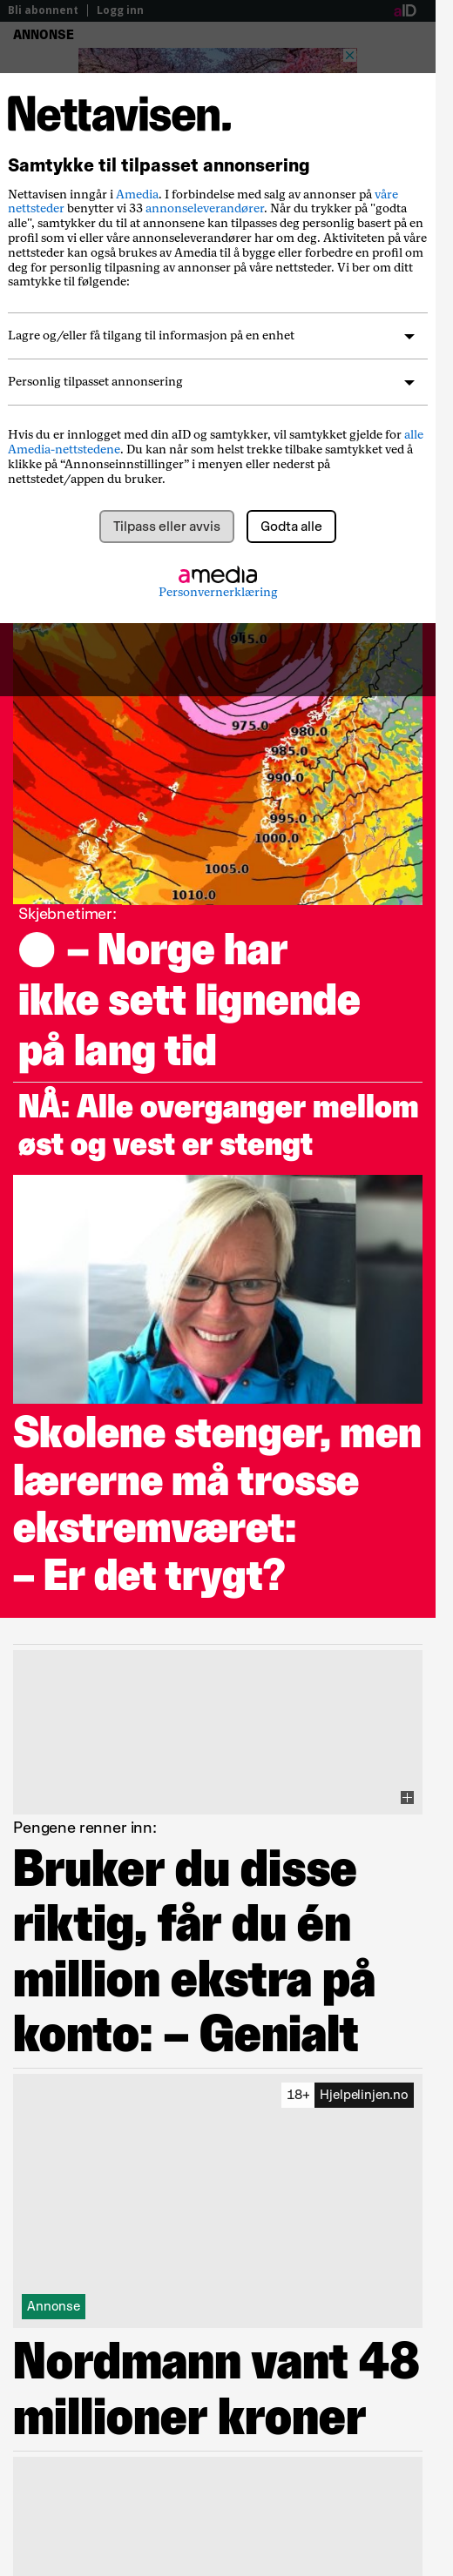 Bli abonnent | Logg inn
aID
ANNONSE
Nettavisen.
Samtykke til tilpasset annonsering
Nettavisen inngår i Amedia. I forbindelse med salg av annonser på våre
nettsteder benytter vi 33 annonseleverandører. Når du trykker på "godta
alle", samtykker du til at annonsene kan tilpasses deg personlig basert på en
profil som vi eller våre annonseleverandører har om deg. Aktiviteten på våre
nettsteder kan også brukes av Amedia til å bygge eller forbedre en profil om
deg for personlig tilpasning av annonser på våre nettsteder. Vi ber om ditt
samtykke til følgende:
Lagre og/eller få tilgang til informasjon på en enhet
Personlig tilpasset annonsering
Hvis du er innlogget med din aID og samtykker, vil samtykket gjelde for alle
Amedia-nettstedene. Du kan når som helst trekke tilbake samtykket ved å
klikke på “Annonseinnstillinger” i menyen eller nederst på
nettstedet/appen du bruker.
Tilpass eller avvis
Godta alle
amedia
Personvernerklæring
945.0
975.0
980.0
985.0
990.0
995.0
1000.0
1005.0
1010.0
Skjebnetimer:
– Norge har
ikke sett lignende
på lang tid
NÅ: Alle overganger mellom
øst og vest er stengt
Skolene stenger, men
lærerne må trosse
ekstremværet:
– Er det trygt?
Pengene renner inn:
Bruker du disse
riktig, får du én
million ekstra på
konto: – Genialt
18+ Hjelpelinjen.no
Annonse
Nordmann vant 48
millioner kroner